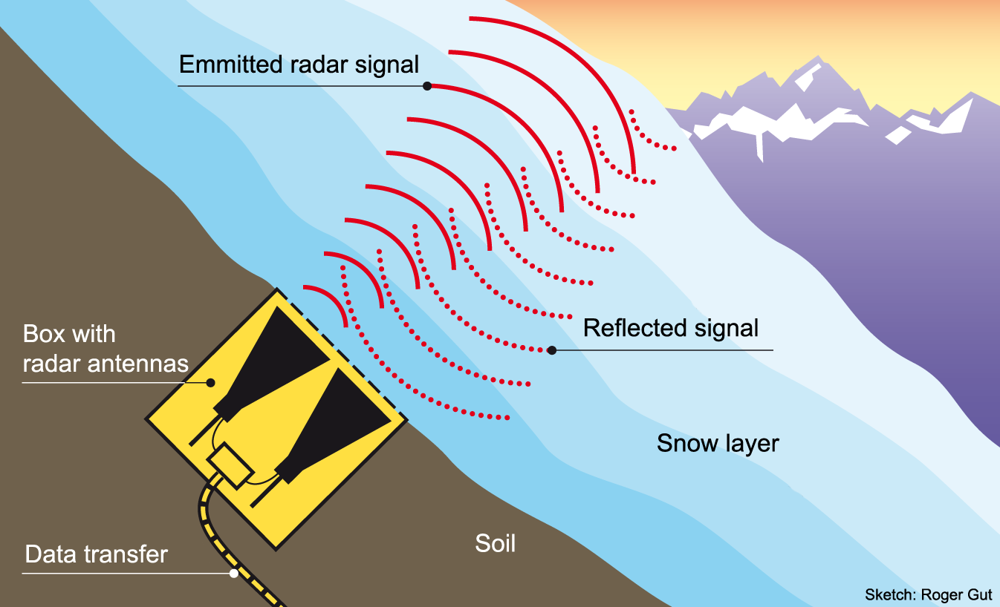 Emmitted radar signal
Box with
radar antennas
Reflected signal
Snow layer
Soil
Data transfer
Sketch: Roger Gut